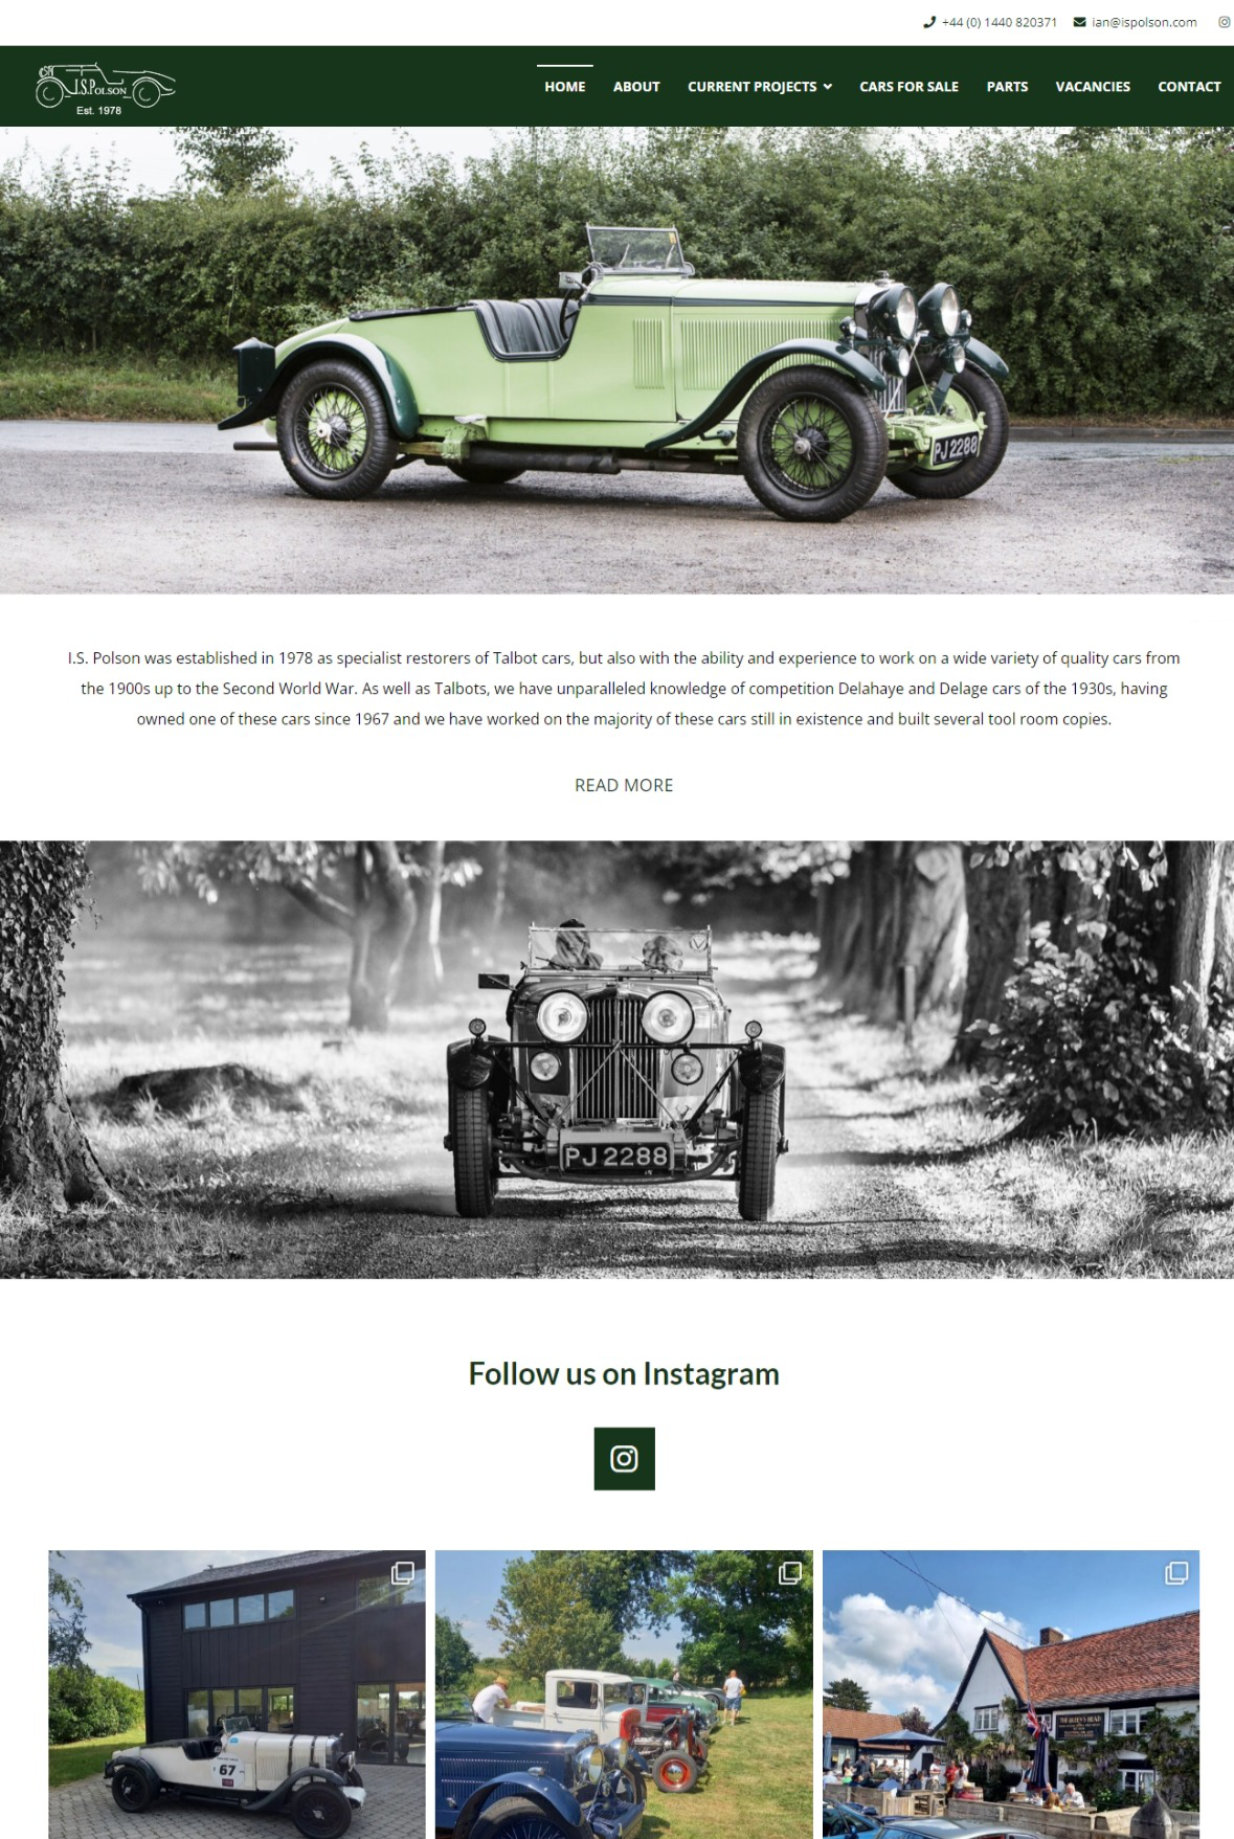 +44 (0) 1440 820371 ian@ispolson.com
I.S.POLSON
Est. 1978
HOME ABOUT CURRENT PROJECTS CARS FOR SALE PARTS VACANCIES CONTACT
PJ 2288
I.S. Polson was established in 1978 as specialist restorers of Talbot cars, but also with the ability and experience to work on a wide variety of quality cars from
the 1900s up to the Second World War. As well as Talbots, we have unparalleled knowledge of competition Delahaye and Delage cars of the 1930s, having
owned one of these cars since 1967 and we have worked on the majority of these cars still in existence and built several tool room copies.
READ MORE
PJ 2288
Follow us on Instagram
67
THE QUEEN'S HEAD